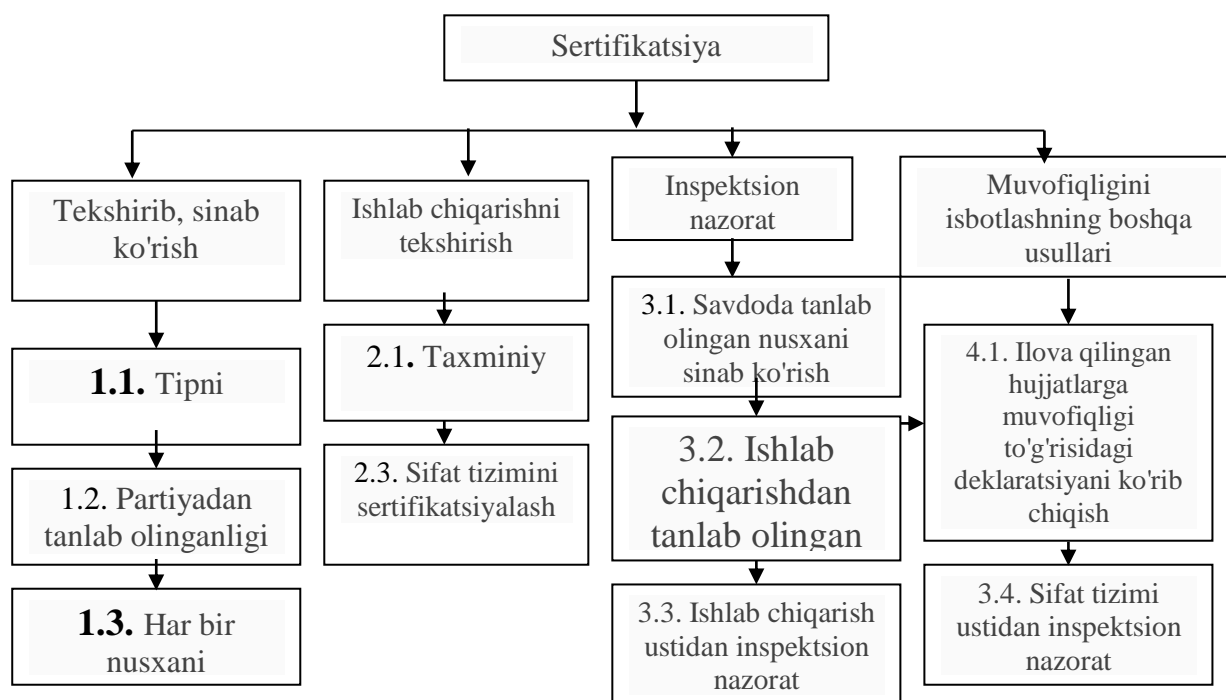 Sertifikatsiya
Tekshirib, sinab
ko'rish
Ishlab chiqarishni
tekshirish
Inspektsion
nazorat
Muvofiqligini
isbotlashning boshqa
usullari
1.1. Tipni
1.2. Partiyadan
tanlab olinganligi
1.3. Har bir
nusxani
2.1. Taxminiy
2.3. Sifat tizimini
sertifikatsiyalash
3.1. Savdoda tanlab
olingan nusxani
sinab ko'rish
3.2. Ishlab
chiqarishdan
tanlab olingan
3.3. Ishlab chiqarish
ustidan inspektsion
nazorat
4.1. Ilova qilingan
hujjatlarga
muvofiqligi
to'g'risidagi
deklaratsiyani ko'rib
chiqish
3.4. Sifat tizimi
ustidan inspektsion
nazorat